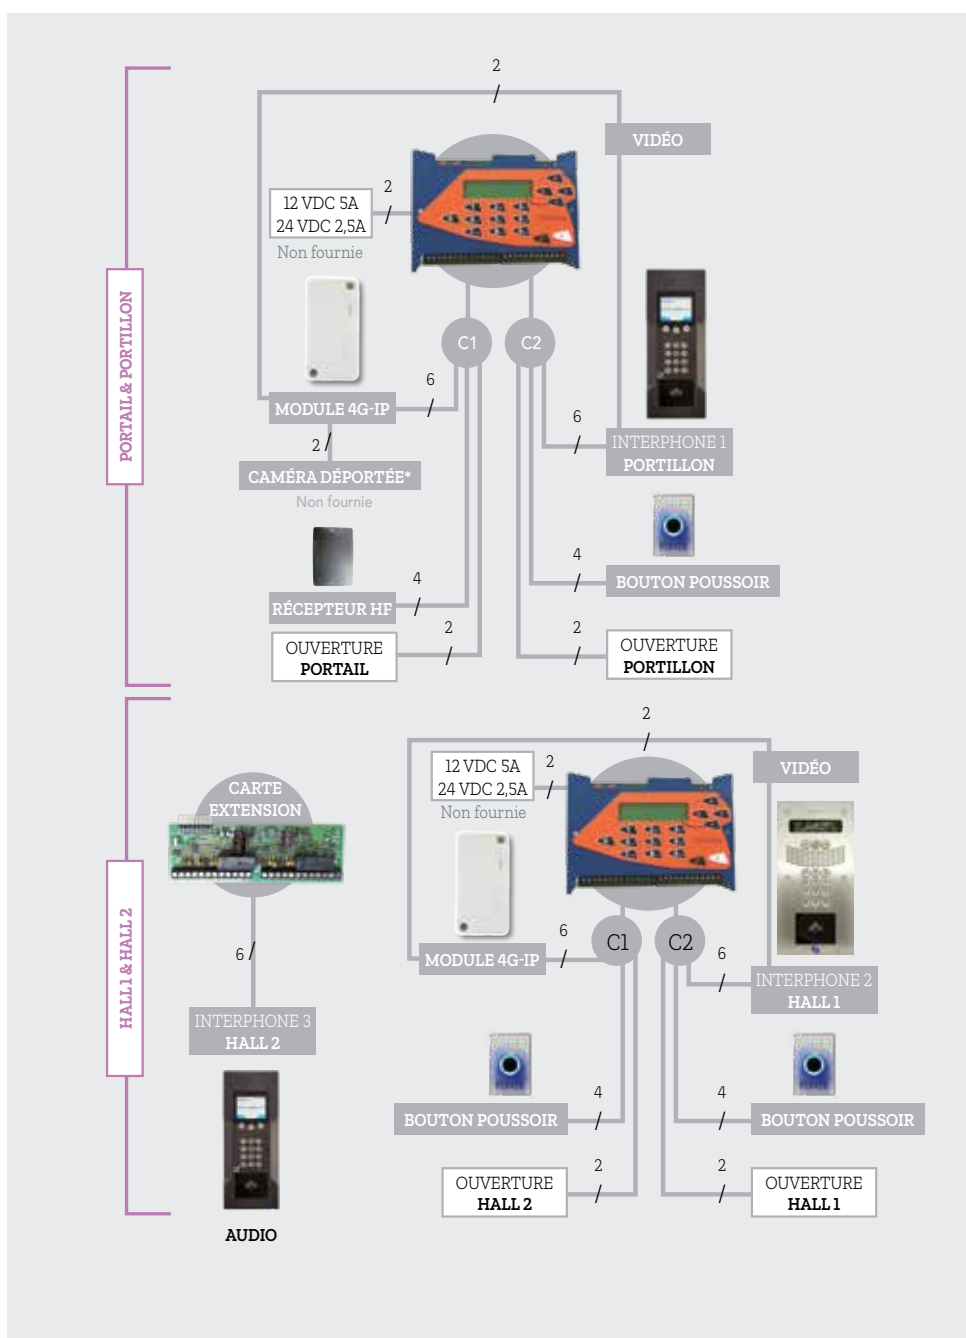 2
VIDÉO
2
12 VDC 5A
24 VDC 2,5A
Non fournie
C1
C2
6
MODULE 4G-IP
2
CAMÉRA DÉPORTÉE*
Non fournie
6
INTERPHONE 1
PORTILLON
4
RÉCEPTEUR HF
4
BOUTON POUSSOIR
2
OUVERTURE
PORTAIL
2
OUVERTURE
PORTILLON
PORTAIL & PORTILLON
2
VIDÉO
2
12 VDC 5A
24 VDC 2,5A
Non fournie
CARTE
EXTENSION
C1
C2
6
MODULE 4G-IP
6
INTERPHONE 2
HALL 1
6
INTERPHONE 3
HALL 2
4
BOUTON POUSSOIR
4
BOUTON POUSSOIR
2
OUVERTURE
HALL 2
2
OUVERTURE
HALL 1
AUDIO
HALL 1 & HALL 2